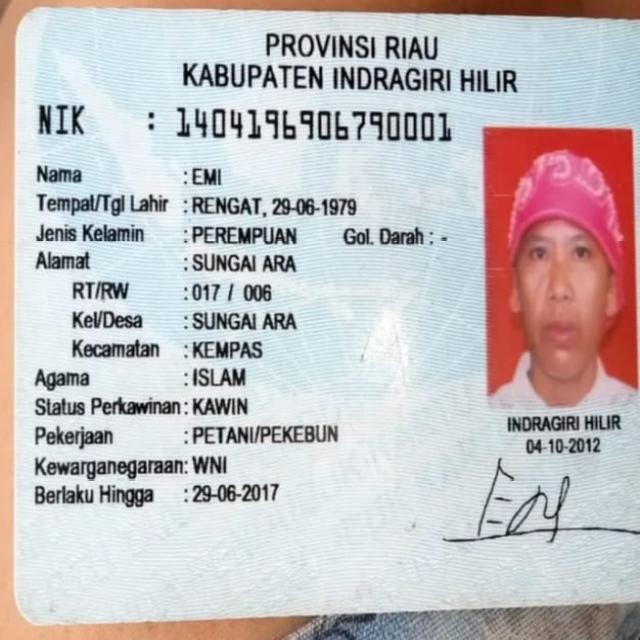 PROVINSI RIAU
KABUPATEN INDRAGIRI HILIR
NIK : 1404196906790001
Nama : EMI
Tempat/Tgl Lahir : RENGAT, 29-06-1979
Jenis Kelamin : PEREMPUAN Gol. Darah : -
Alamat : SUNGAI ARA
RT/RW : 017 / 006
Kel/Desa : SUNGAI ARA
Kecamatan : KEMPAS
Agama : ISLAM
Status Perkawinan : KAWIN
Pekerjaan : PETANI/PEKEBUN
Kewarganegaraan : WNI
Berlaku Hingga : 29-06-2017
INDRAGIRI HILIR
04-10-2012